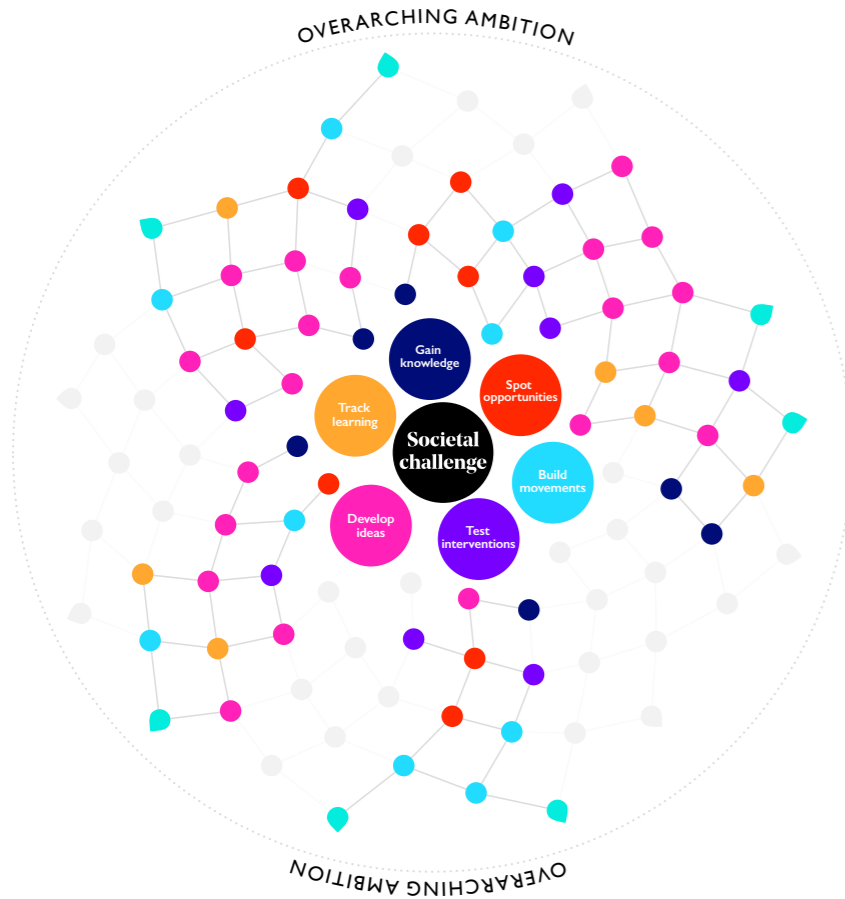 OVERARCHING AMBITION
Gain
knowledge
Spot
opportunities
Track
learning
Societal
challenge
Build
movements
Develop
ideas
Test
interventions
OVERARCHING AMBITION